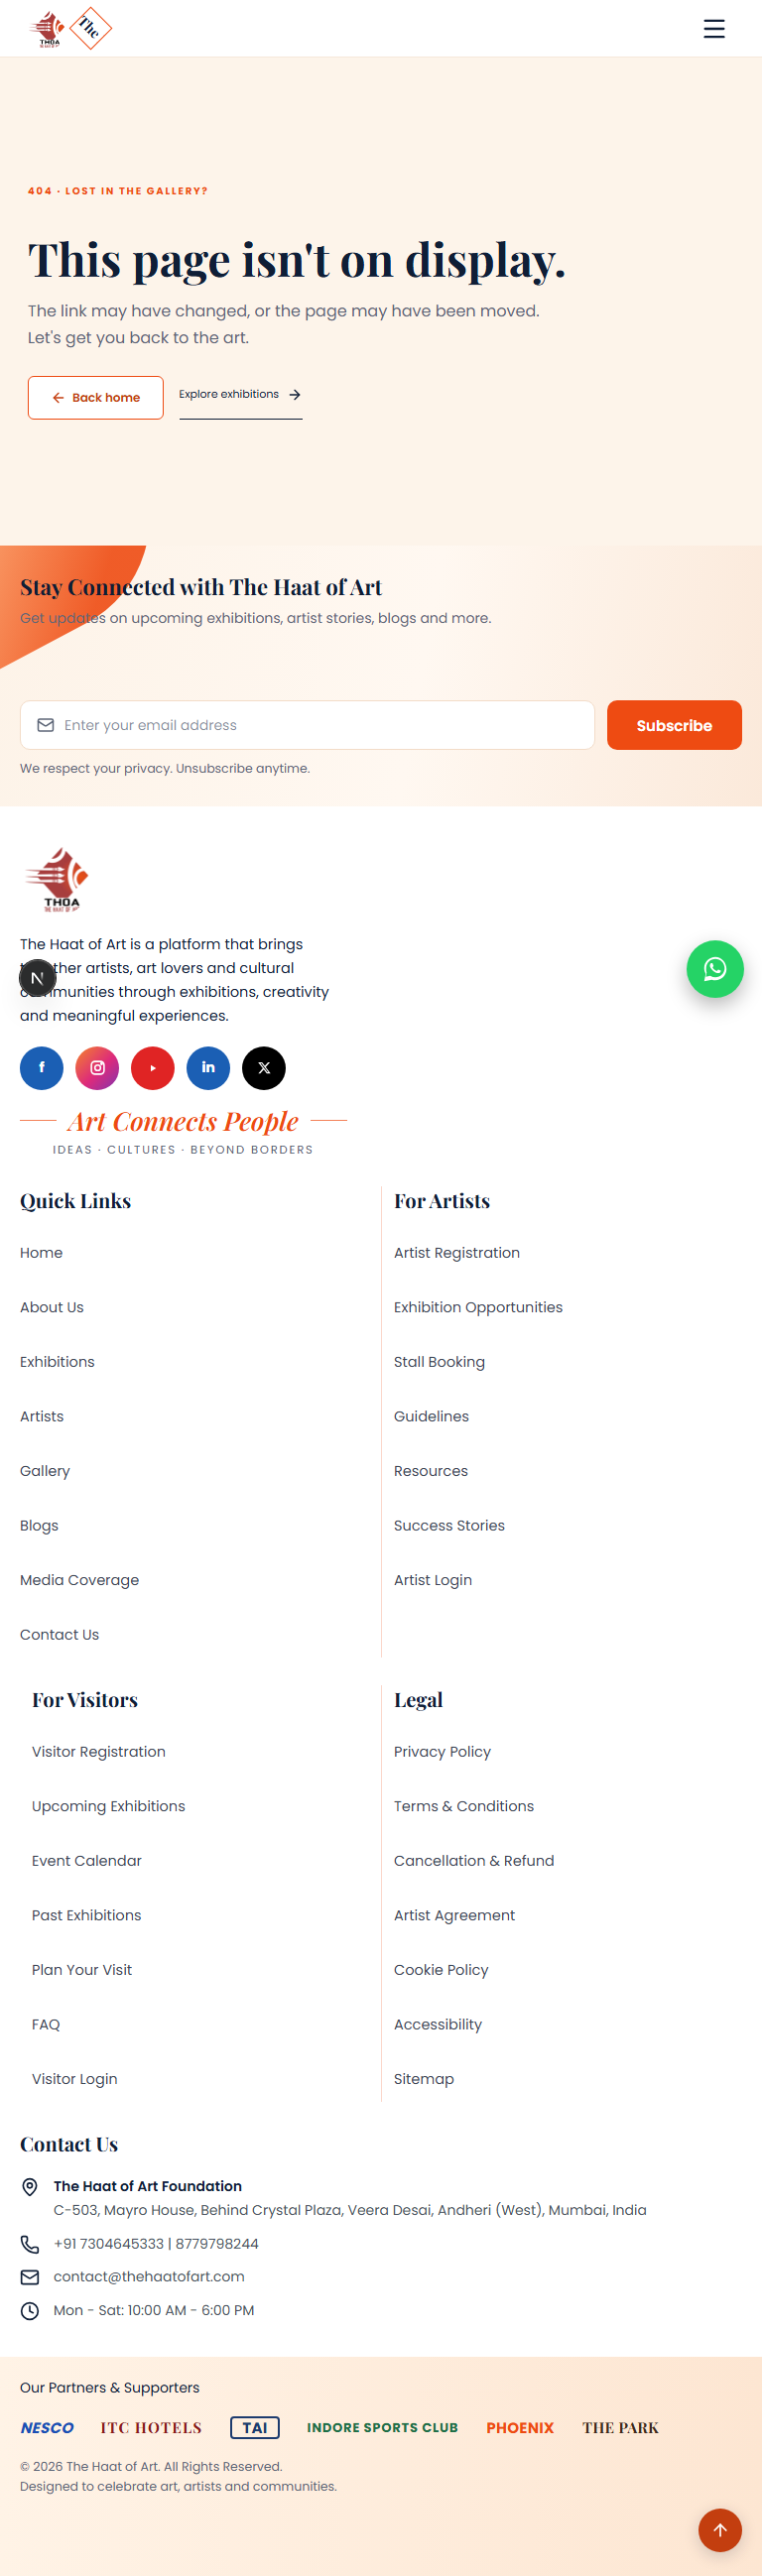 THOA
The
404 · LOST IN THE GALLERY?
This page isn't on display.
The link may have changed, or the page may have been moved.
Let's get you back to the art.
Back home
Explore exhibitions
Stay Connected with The Haat of Art
Get updates on upcoming exhibitions, artist stories, blogs and more.
Enter your email address
Subscribe
We respect your privacy. Unsubscribe anytime.
THOA
THE HAAT OF ART
The Haat of Art is a platform that brings
ther artists, art lovers and cultural
mmunities through exhibitions, creativity
and meaningful experiences.
N
f
in
X
Art Connects People
IDEAS · CULTURES · BEYOND BORDERS
Quick Links
Home
About Us
Exhibitions
Artists
Gallery
Blogs
Media Coverage
Contact Us
For Artists
Artist Registration
Exhibition Opportunities
Stall Booking
Guidelines
Resources
Success Stories
Artist Login
For Visitors
Visitor Registration
Upcoming Exhibitions
Event Calendar
Past Exhibitions
Plan Your Visit
FAQ
Visitor Login
Legal
Privacy Policy
Terms & Conditions
Cancellation & Refund
Artist Agreement
Cookie Policy
Accessibility
Sitemap
Contact Us
The Haat of Art Foundation
C-503, Mayro House, Behind Crystal Plaza, Veera Desai, Andheri (West), Mumbai, India
+91 7304645333 | 8779798244
contact@thehaatofart.com
Mon - Sat: 10:00 AM - 6:00 PM
Our Partners & Supporters
NESCO ITC HOTELS TAI INDORE SPORTS CLUB PHOENIX THE PARK
© 2026 The Haat of Art. All Rights Reserved.
Designed to celebrate art, artists and communities.